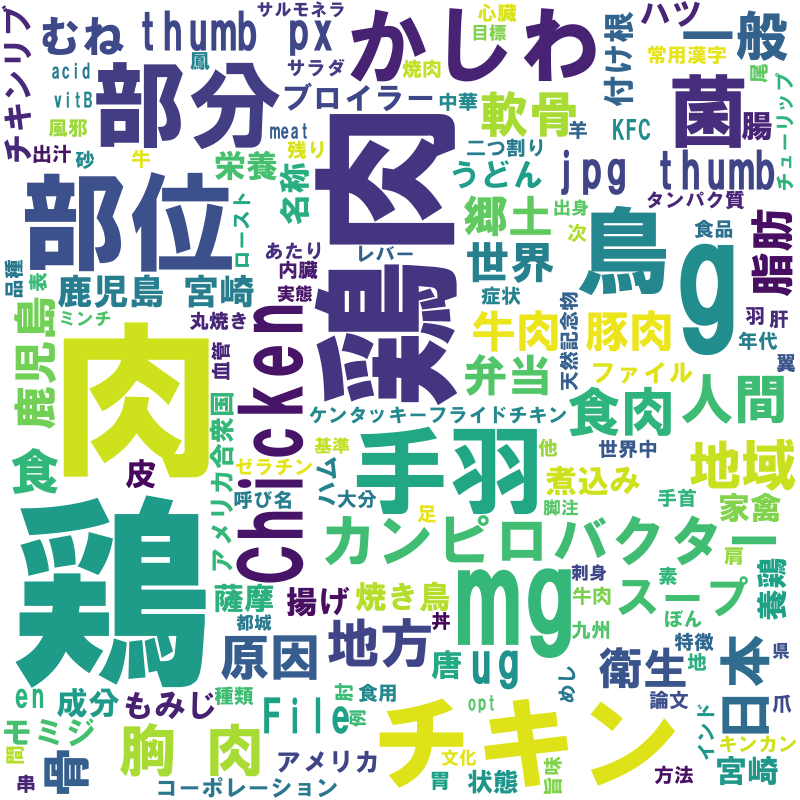 チキンリブ
むね
thumb px
サルモネラ
心臓
目標
ハツ
一般
かしわ
付け根
常用漢字
尾
チューリップ
acid
vitB
風邪
鳳
サラダ
焼肉
部分
ブロイラー
中華
軟骨
羊
KFC
菌
腸
出汁
砂
牛
meat
残り
栄養
名称
二つ割り
うどん
jpg thumb
タンパク質
部位
ロースト
鶏肉
郷土
出身
次
鳥
g
食品
脂肪
品種
表
鹿児島 宮崎
あたり
内臓
レバー
世界
実態
症状
天然記念物
羽
肝
年代
翼
鹿児島
ミンチ
丸焼き
血管
牛肉 豚肉
ファイル
肉
Chicken
弁当
食肉
人間
アメリカ合衆国
ケンタッキーフライドチキン
食
皮
ゼラチン
呼び名
基準
ハム
手羽
他
世界中
地域
煮込み
大分
足
脚注
手首
家禽
鶏
カンピロバクター
肩
薩摩
都城
揚げ
焼き鳥
mg
刺身
牛肉
素
スープ
養鶏
九州
ぽん
原因
地方
丼
唐
ug
特徴
地
衛生
日本
県
en
成分
もみじ
種類
File
肘
例
食用
opt
めし
論文
爪
モミジ
問
骨
胸 肉
チキン
インド
キンカン
アメリカ
文化
串
コーポレーション
胃
状態
旨味
方法
宮崎